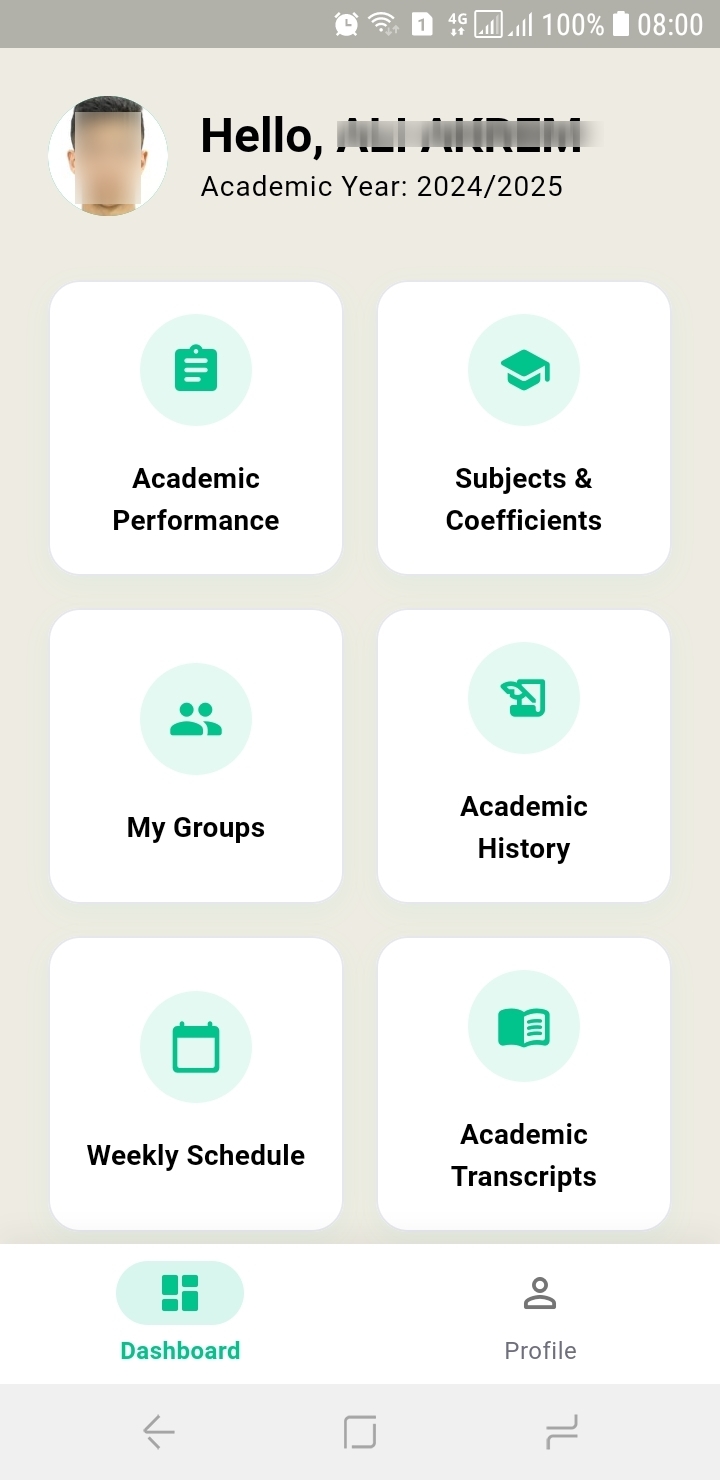 1 4G 100% 08:00
Hello,
Academic Year: 2024/2025
Academic
Performance
Subjects &
Coefficients
My Groups
Academic
History
Weekly Schedule
Academic
Transcripts
Dashboard
Profile